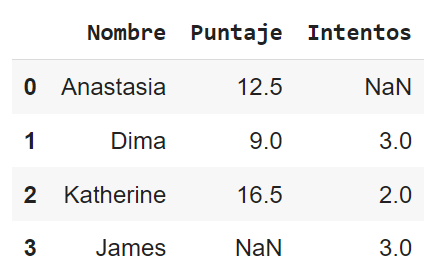 Nombre Puntaje Intentos
0 Anastasia 12.5 NaN
1 Dima 9.0 3.0
2 Katherine 16.5 2.0
3 James NaN 3.0